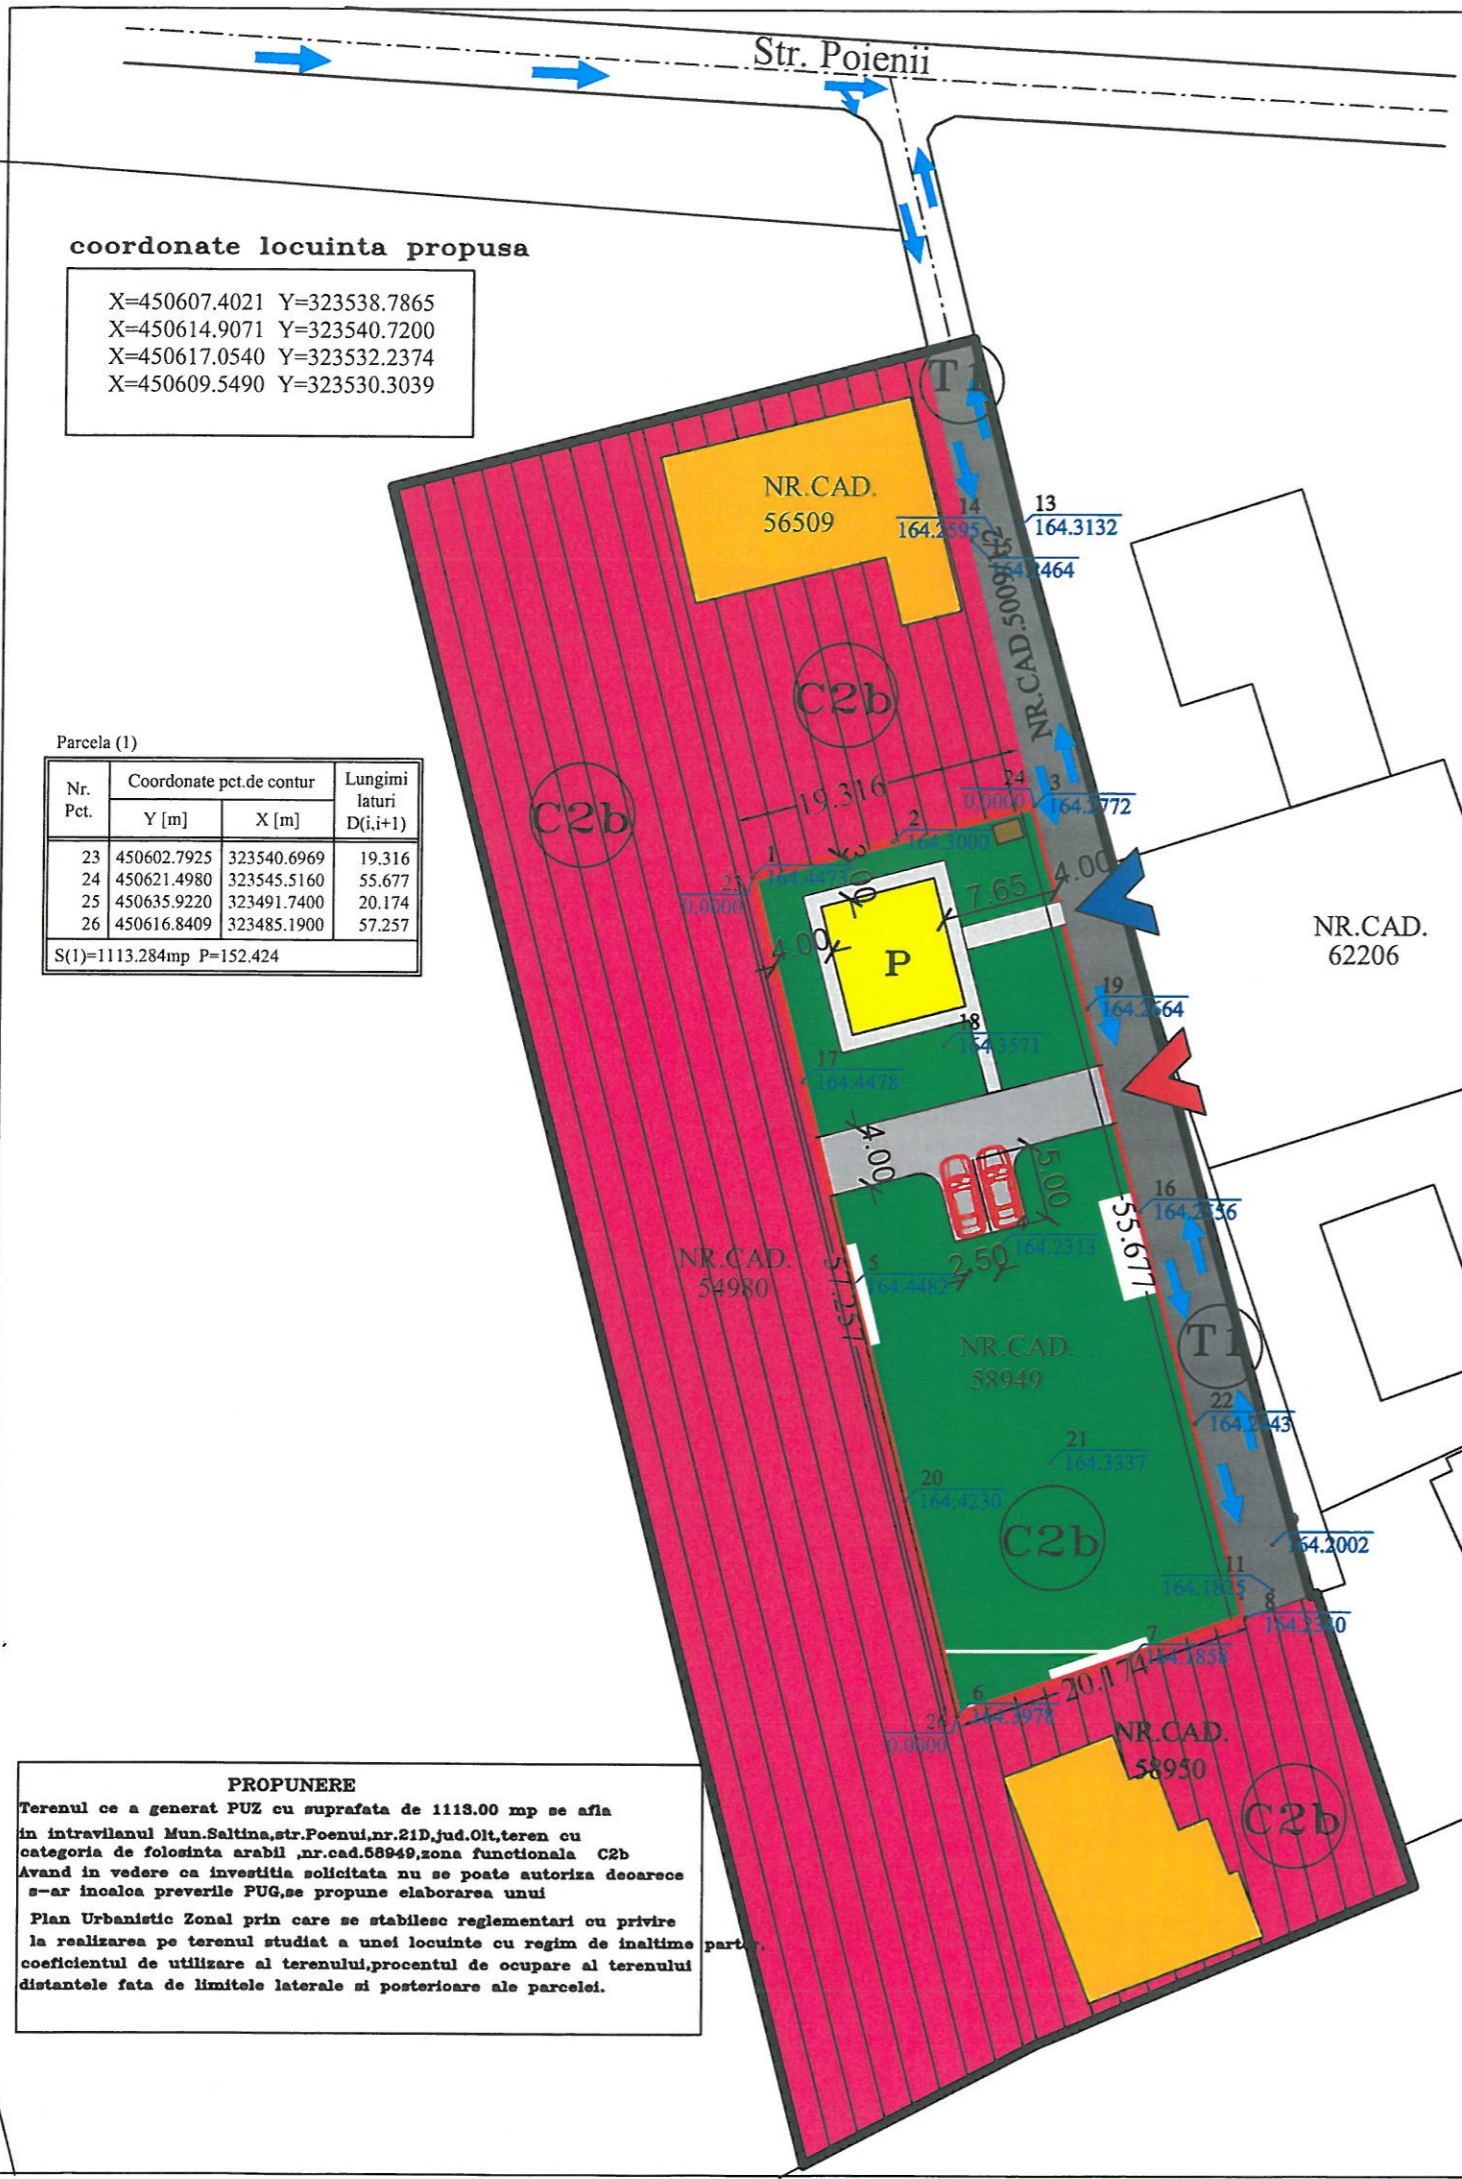 Str. Poienii
coordonate locuinta propusa
X=450607.4021 Y=323538.7865
X=450614.9071 Y=323540.7200
X=450617.0540 Y=323532.2374
X=450609.5490 Y=323530.3039
T1
NR.CAD.
56509
13
164.3132
14
164.2595
15
164.2464
C2b
C2b
Parcela (1)
Nr. Pct. Coordonate pct.de contur Lungimi laturi D(i,i+1)
Y [m] X [m]
23 450602.7925 323540.6969 19.316
24 450621.4980 323545.5160 55.677
25 450635.9220 323491.7400 20.174
26 450616.8409 323485.1900 57.257
S(1)=1113.284mp P=152.424
19.316
24
0.0000
3
2
164.3000
1
164.4473
0.0000
3.00
7.65
4.00
4.00
P
NR.CAD.
62206
19
164.2564
18
164.3571
17
164.4478
4.00
5.00
2.50
16
55.677
4
164.2313
5
164.4482
57.257
NR.CAD.
54980
NR.CAD.
58949
T1
22
21
164.3337
20
164.4230
C2b
164.2002
11
164.1825
8
7
164.1858
20.174
6
164.3978
26
0.0000
NR.CAD.
58950
C2b
PROPUNERE
Terenul ce a generat PUZ cu suprafata de 1113.00 mp se afla
in intravilanul Mun.Saltina,str.Poenui,nr.21D,jud.Olt,teren cu
categoria de folosinta arabil ,nr.cad.58949,zona functionala C2b
Avand in vedere ca investitia solicitata nu se poate autoriza deoarece
s-ar incalca preverile PUG,se propune elaborarea unui
Plan Urbanistic Zonal prin care se stabilesc reglementari cu privire
la realizarea pe terenul studiat a unei locuinte cu regim de inaltime parter,
coeficientul de utilizare al terenului,procentul de ocupare al terenului
distantele fata de limitele laterale si posterioare ale parcelei.